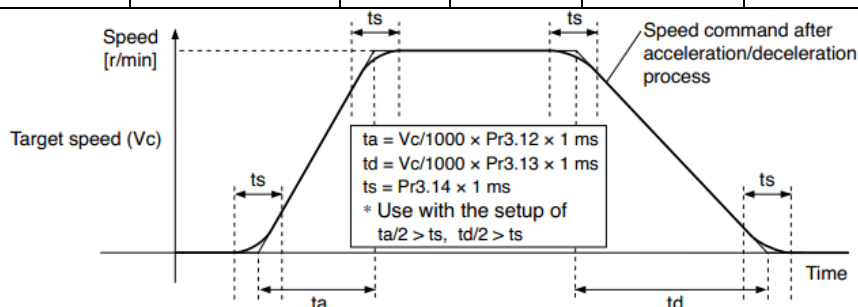 ts
ts
Speed
[r/min]
Speed command after
acceleration/deceleration
process
Target speed (Vc)
ta = Vc/1000 × Pr3.12 × 1 ms
td = Vc/1000 × Pr3.13 × 1 ms
ts = Pr3.14 × 1 ms
* Use with the setup of
ta/2 > ts, td/2 > ts
ts
ts
Time
ta
td